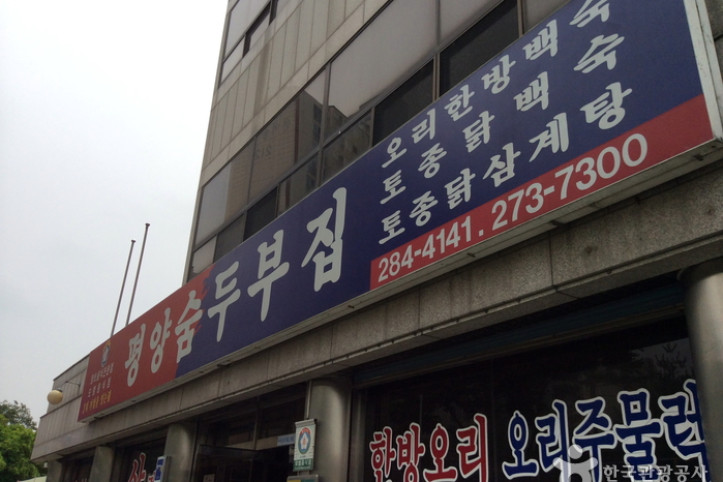 평양숨두부집
오리한방백숙
토종닭백숙
토종닭삼계탕
284-4141. 273-7300
한방오리
오리주물럭
한국관광공사